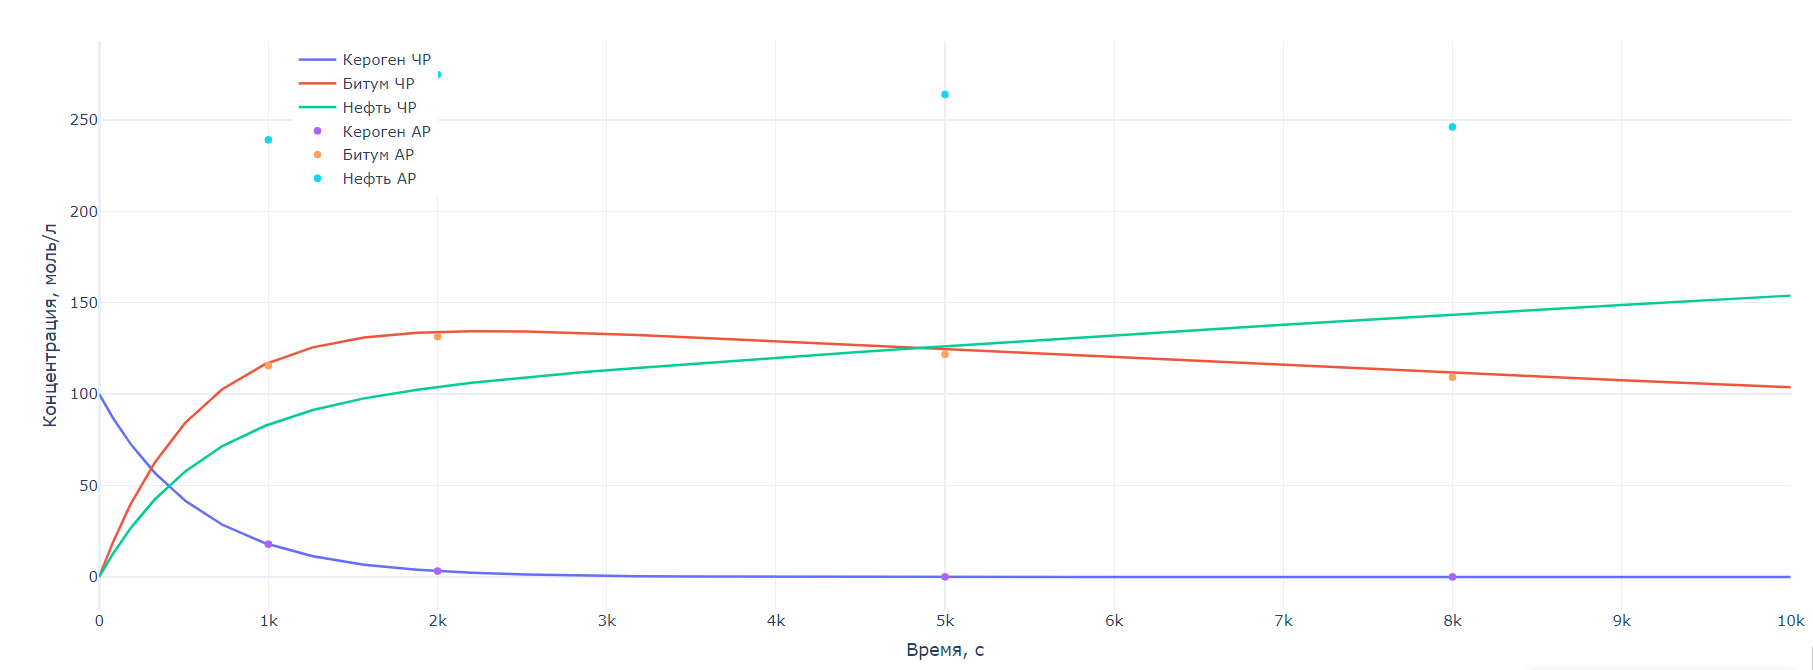 Кероген ЧР
Битум ЧР
Нефть ЧР
Кероген АР
Битум АР
Нефть АР
Концентрация, моль/л
250
200
150
100
50
0
0 1k 2k 3k 4k 5k 6k 7k 8k 9k 10k
Время, с